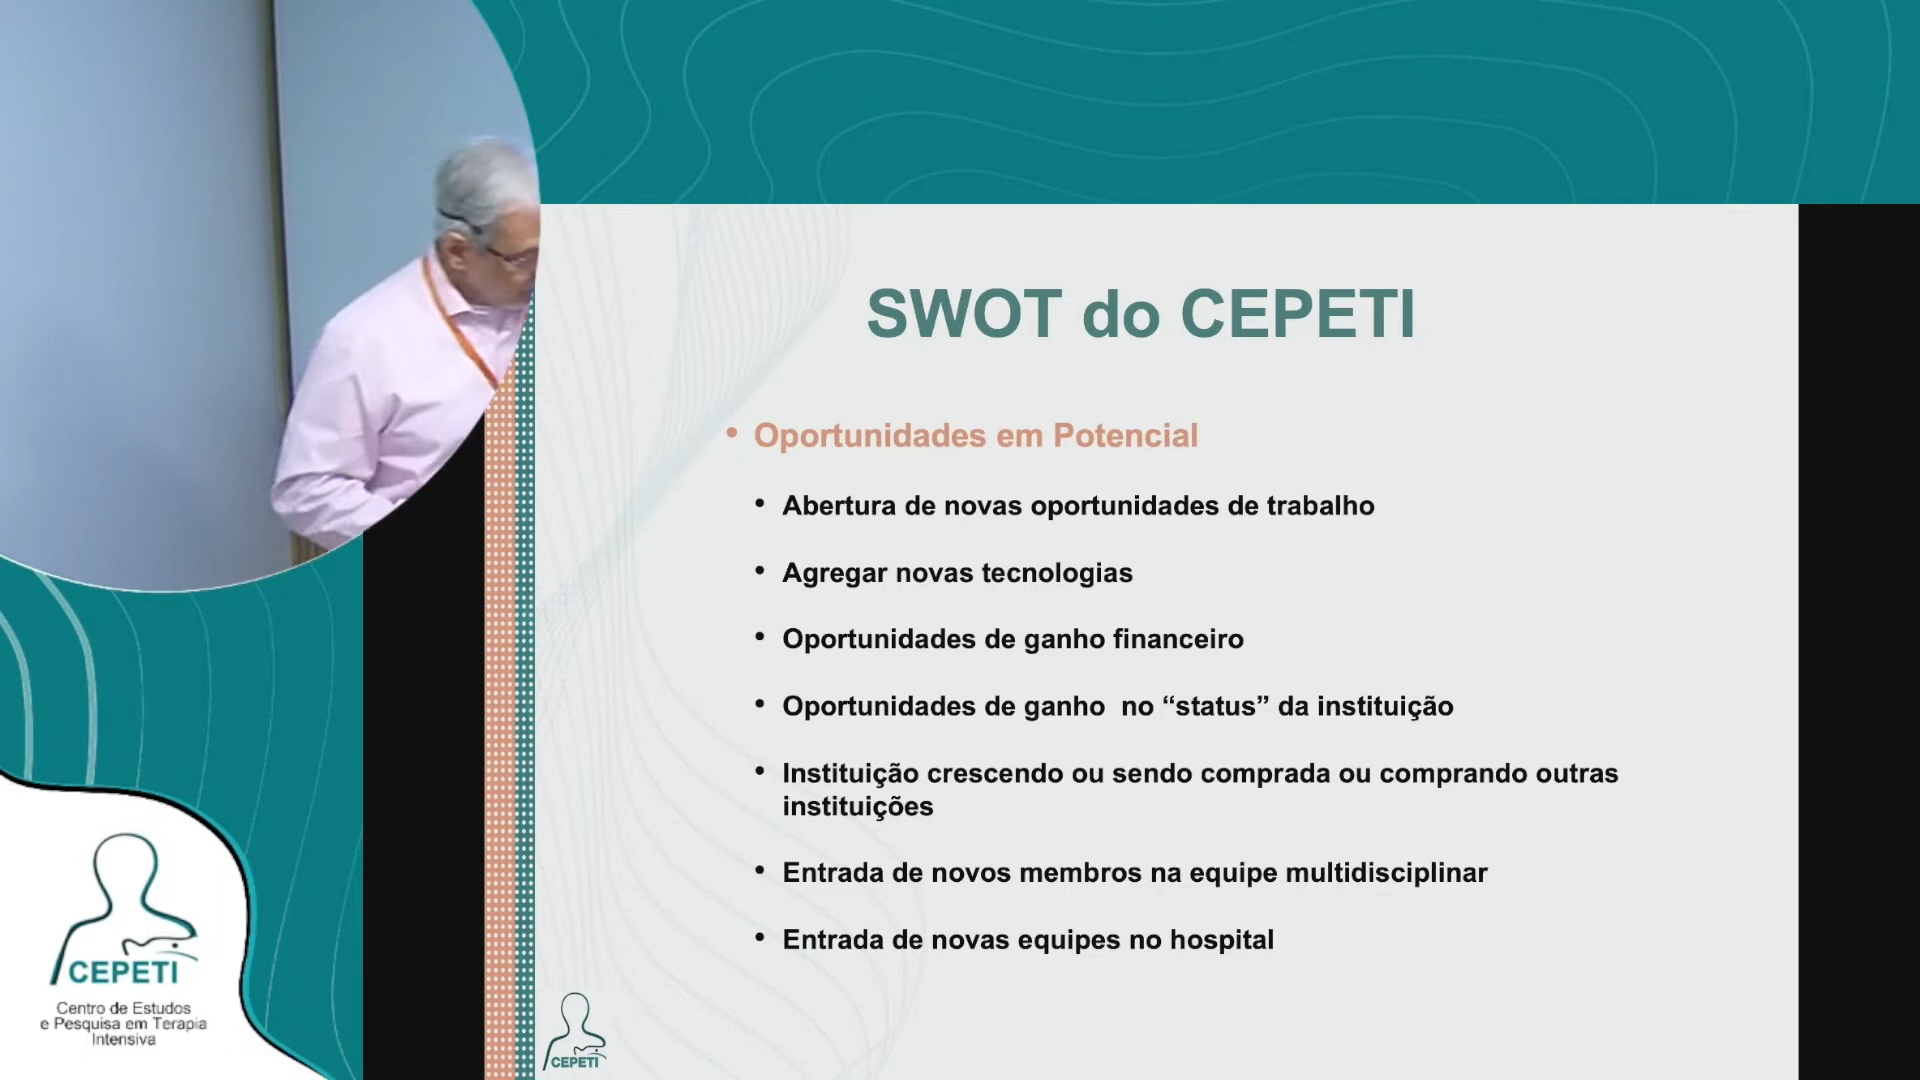 SWOT do CEPETI
• Oportunidades em Potencial
• Abertura de novas oportunidades de trabalho
• Agregar novas tecnologias
• Oportunidades de ganho financeiro
• Oportunidades de ganho  no “status” da instituição
• Instituição crescendo ou sendo comprada ou comprando outras
instituições
• Entrada de novos membros na equipe multidisciplinar
• Entrada de novas equipes no hospital
CEPETI
Centro de Estudos
e Pesquisa em Terapia
Intensiva
CEPETI